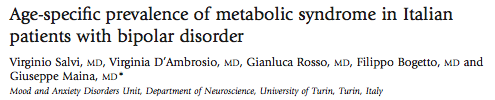 Age-specific prevalence of metabolic syndrome in Italian
patients with bipolar disorder
Virginio Salvi, MD, Virginia D’Ambrosio, MD, Gianluca Rosso, MD, Filippo Bogetto, MD and
Giuseppe Maina, MD*
Mood and Anxiety Disorders Unit, Department of Neuroscience, University of Turin, Turin, Italy